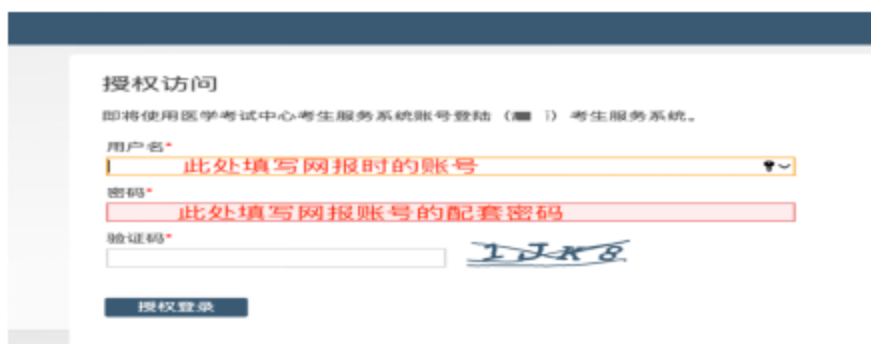 授权访问
即将使用医学考试中心考生服务系统账号登陆（ ）考生服务系统。
用户名*
此处填写网报时的账号
密码*
此处填写网报账号的配套密码
验证码*
1JK8
授权登录